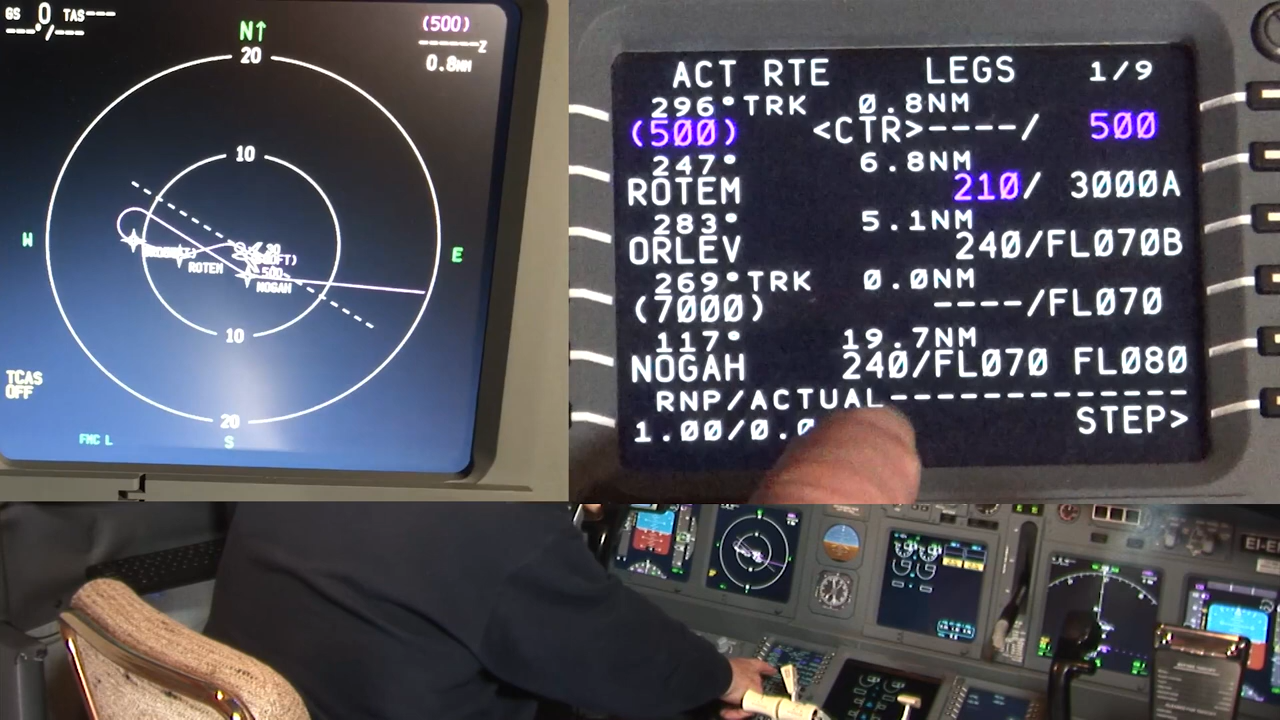 GS 0 TAS---
---°/---
N↑
(500)
------Z
0.8NM
20
10
W
E
ROTEM
500
NOGAH
10
TCAS
OFF
20
FMC L
S
ACT RTE LEGS 1/9
296°TRK 0.8NM
(500) <CTR>----/ 500
247° 6.8NM
ROTEM 210/ 3000A
283° 5.1NM
ORLEV 240/FL070B
269°TRK 0.0NM
(7000) ----/FL070
117° 19.7NM
NOGAH 240/FL070 FL080
RNP/ACTUAL-------------
1.00/0.0
STEP>